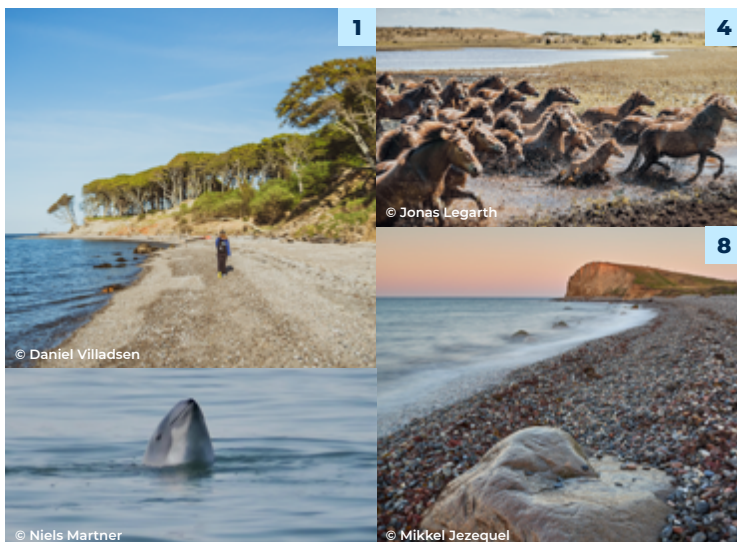 1
© Daniel Villadsen
4
© Jonas Legarth
© Niels Martner
8
© Mikkel Jezequel